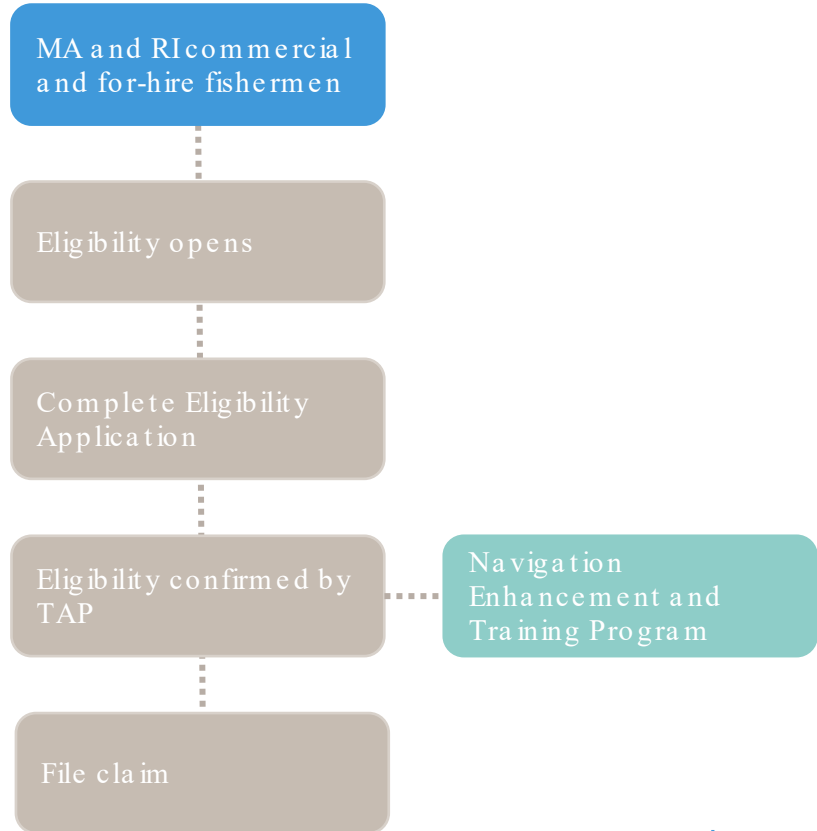 MA and RI commercial
and for-hire fishermen
Eligibility opens
Complete Eligibility
Application
Eligibility confirmed by
TAP
Navigation
Enhancement and
Training Program
File claim